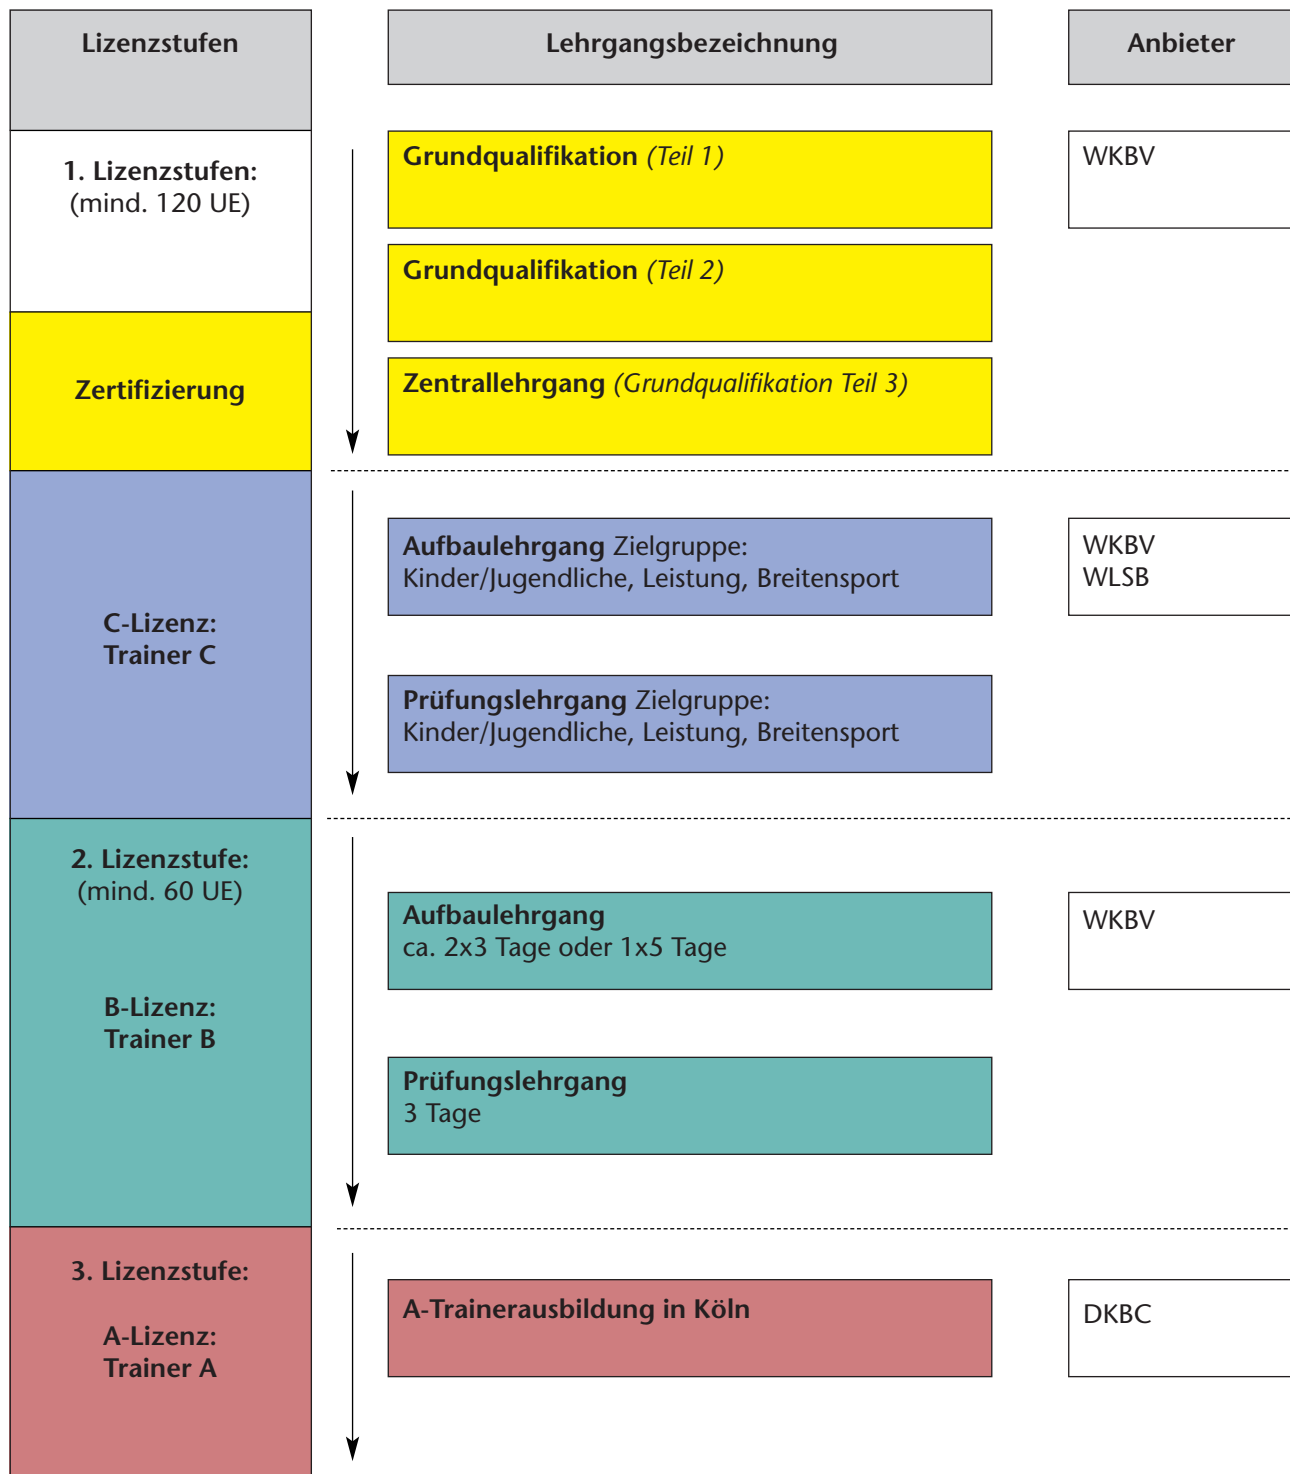 Lizenzstufen
Lehrgangsbezeichnung
Anbieter
1. Lizenzstufen:
(mind. 120 UE)
Grundqualifikation (Teil 1)
WKBV
Grundqualifikation (Teil 2)
Zertifizierung
Zentrallehrgang (Grundqualifikation Teil 3)
C-Lizenz:
Trainer C
Aufbaulehrgang Zielgruppe:
Kinder/Jugendliche, Leistung, Breitensport
WKBV
WLSB
Prüfungslehrgang Zielgruppe:
Kinder/Jugendliche, Leistung, Breitensport
2. Lizenzstufe:
(mind. 60 UE)
B-Lizenz:
Trainer B
Aufbaulehrgang
ca. 2x3 Tage oder 1x5 Tage
WKBV
Prüfungslehrgang
3 Tage
3. Lizenzstufe:
A-Lizenz:
Trainer A
A-Trainerausbildung in Köln
DKBC